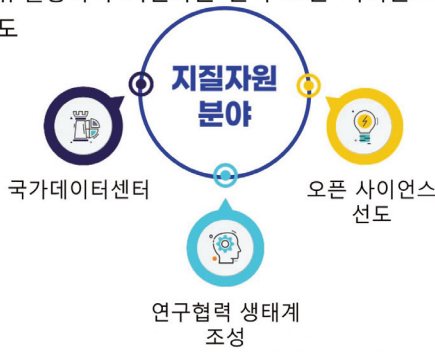 도
지질자원
분야
국가데이터센터
오픈 사이언스
선도
연구협력 생태계
조성